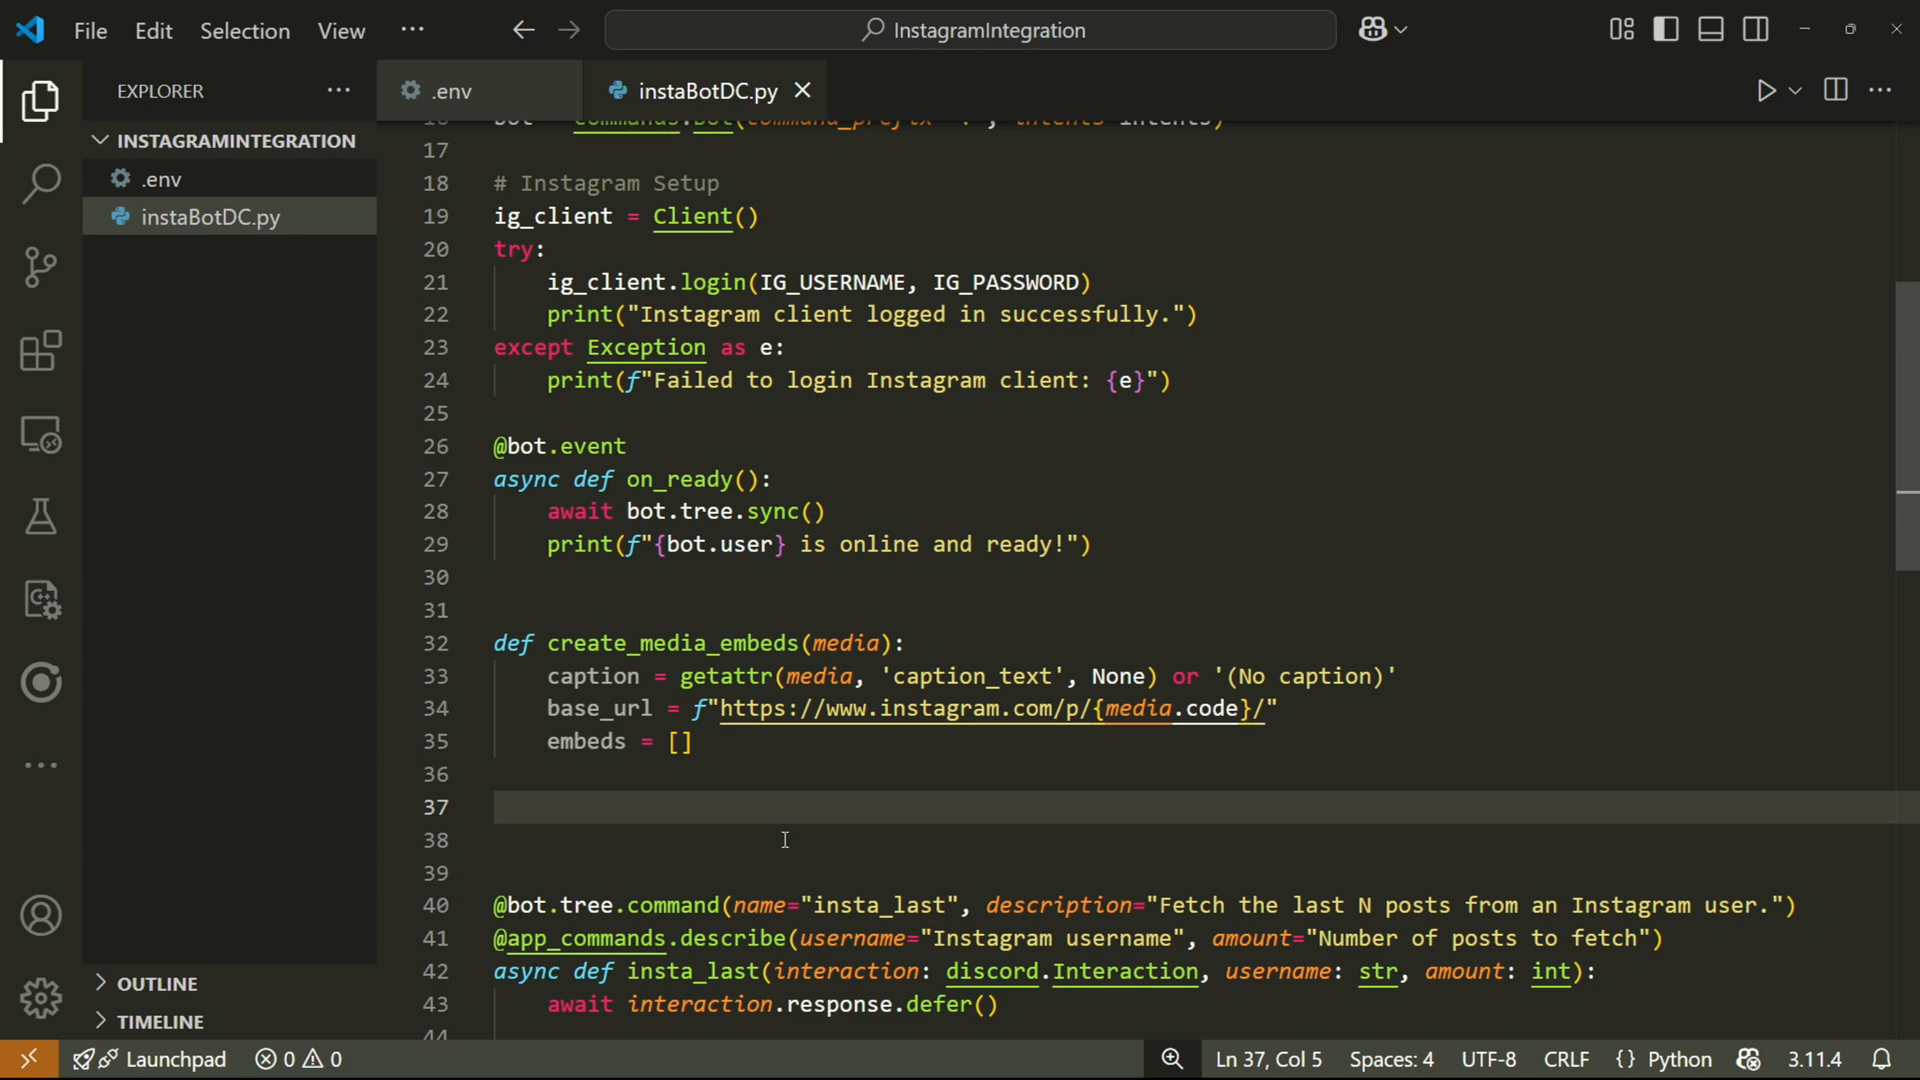 File Edit Selection View ··· InstagramIntegration
EXPLORER ···
.env
instaBotDC.py
INSTAGRAMINTEGRATION
.env
instaBotDC.py
OUTLINE
TIMELINE
16 bot = commands.Bot(command_prefix="!", intents=intents)
17
18 # Instagram Setup
19 ig_client = Client()
20 try:
21 ig_client.login(IG_USERNAME, IG_PASSWORD)
22 print("Instagram client logged in successfully.")
23 except Exception as e:
24 print(f"Failed to login Instagram client: {e}")
25
26 @bot.event
27 async def on_ready():
28 await bot.tree.sync()
29 print(f"{bot.user} is online and ready!")
30
31
32 def create_media_embeds(media):
33 caption = getattr(media, 'caption_text', None) or '(No caption)'
34 base_url = f"https://www.instagram.com/p/{media.code}/"
35 embeds = []
36
37
38
39
40 @bot.tree.command(name="insta_last", description="Fetch the last N posts from an Instagram user.")
41 @app_commands.describe(username="Instagram username", amount="Number of posts to fetch")
42 async def insta_last(interaction: discord.Interaction, username: str, amount: int):
43 await interaction.response.defer()
44
Launchpad 0 0 Ln 37, Col 5 Spaces: 4 UTF-8 CRLF {} Python 3.11.4